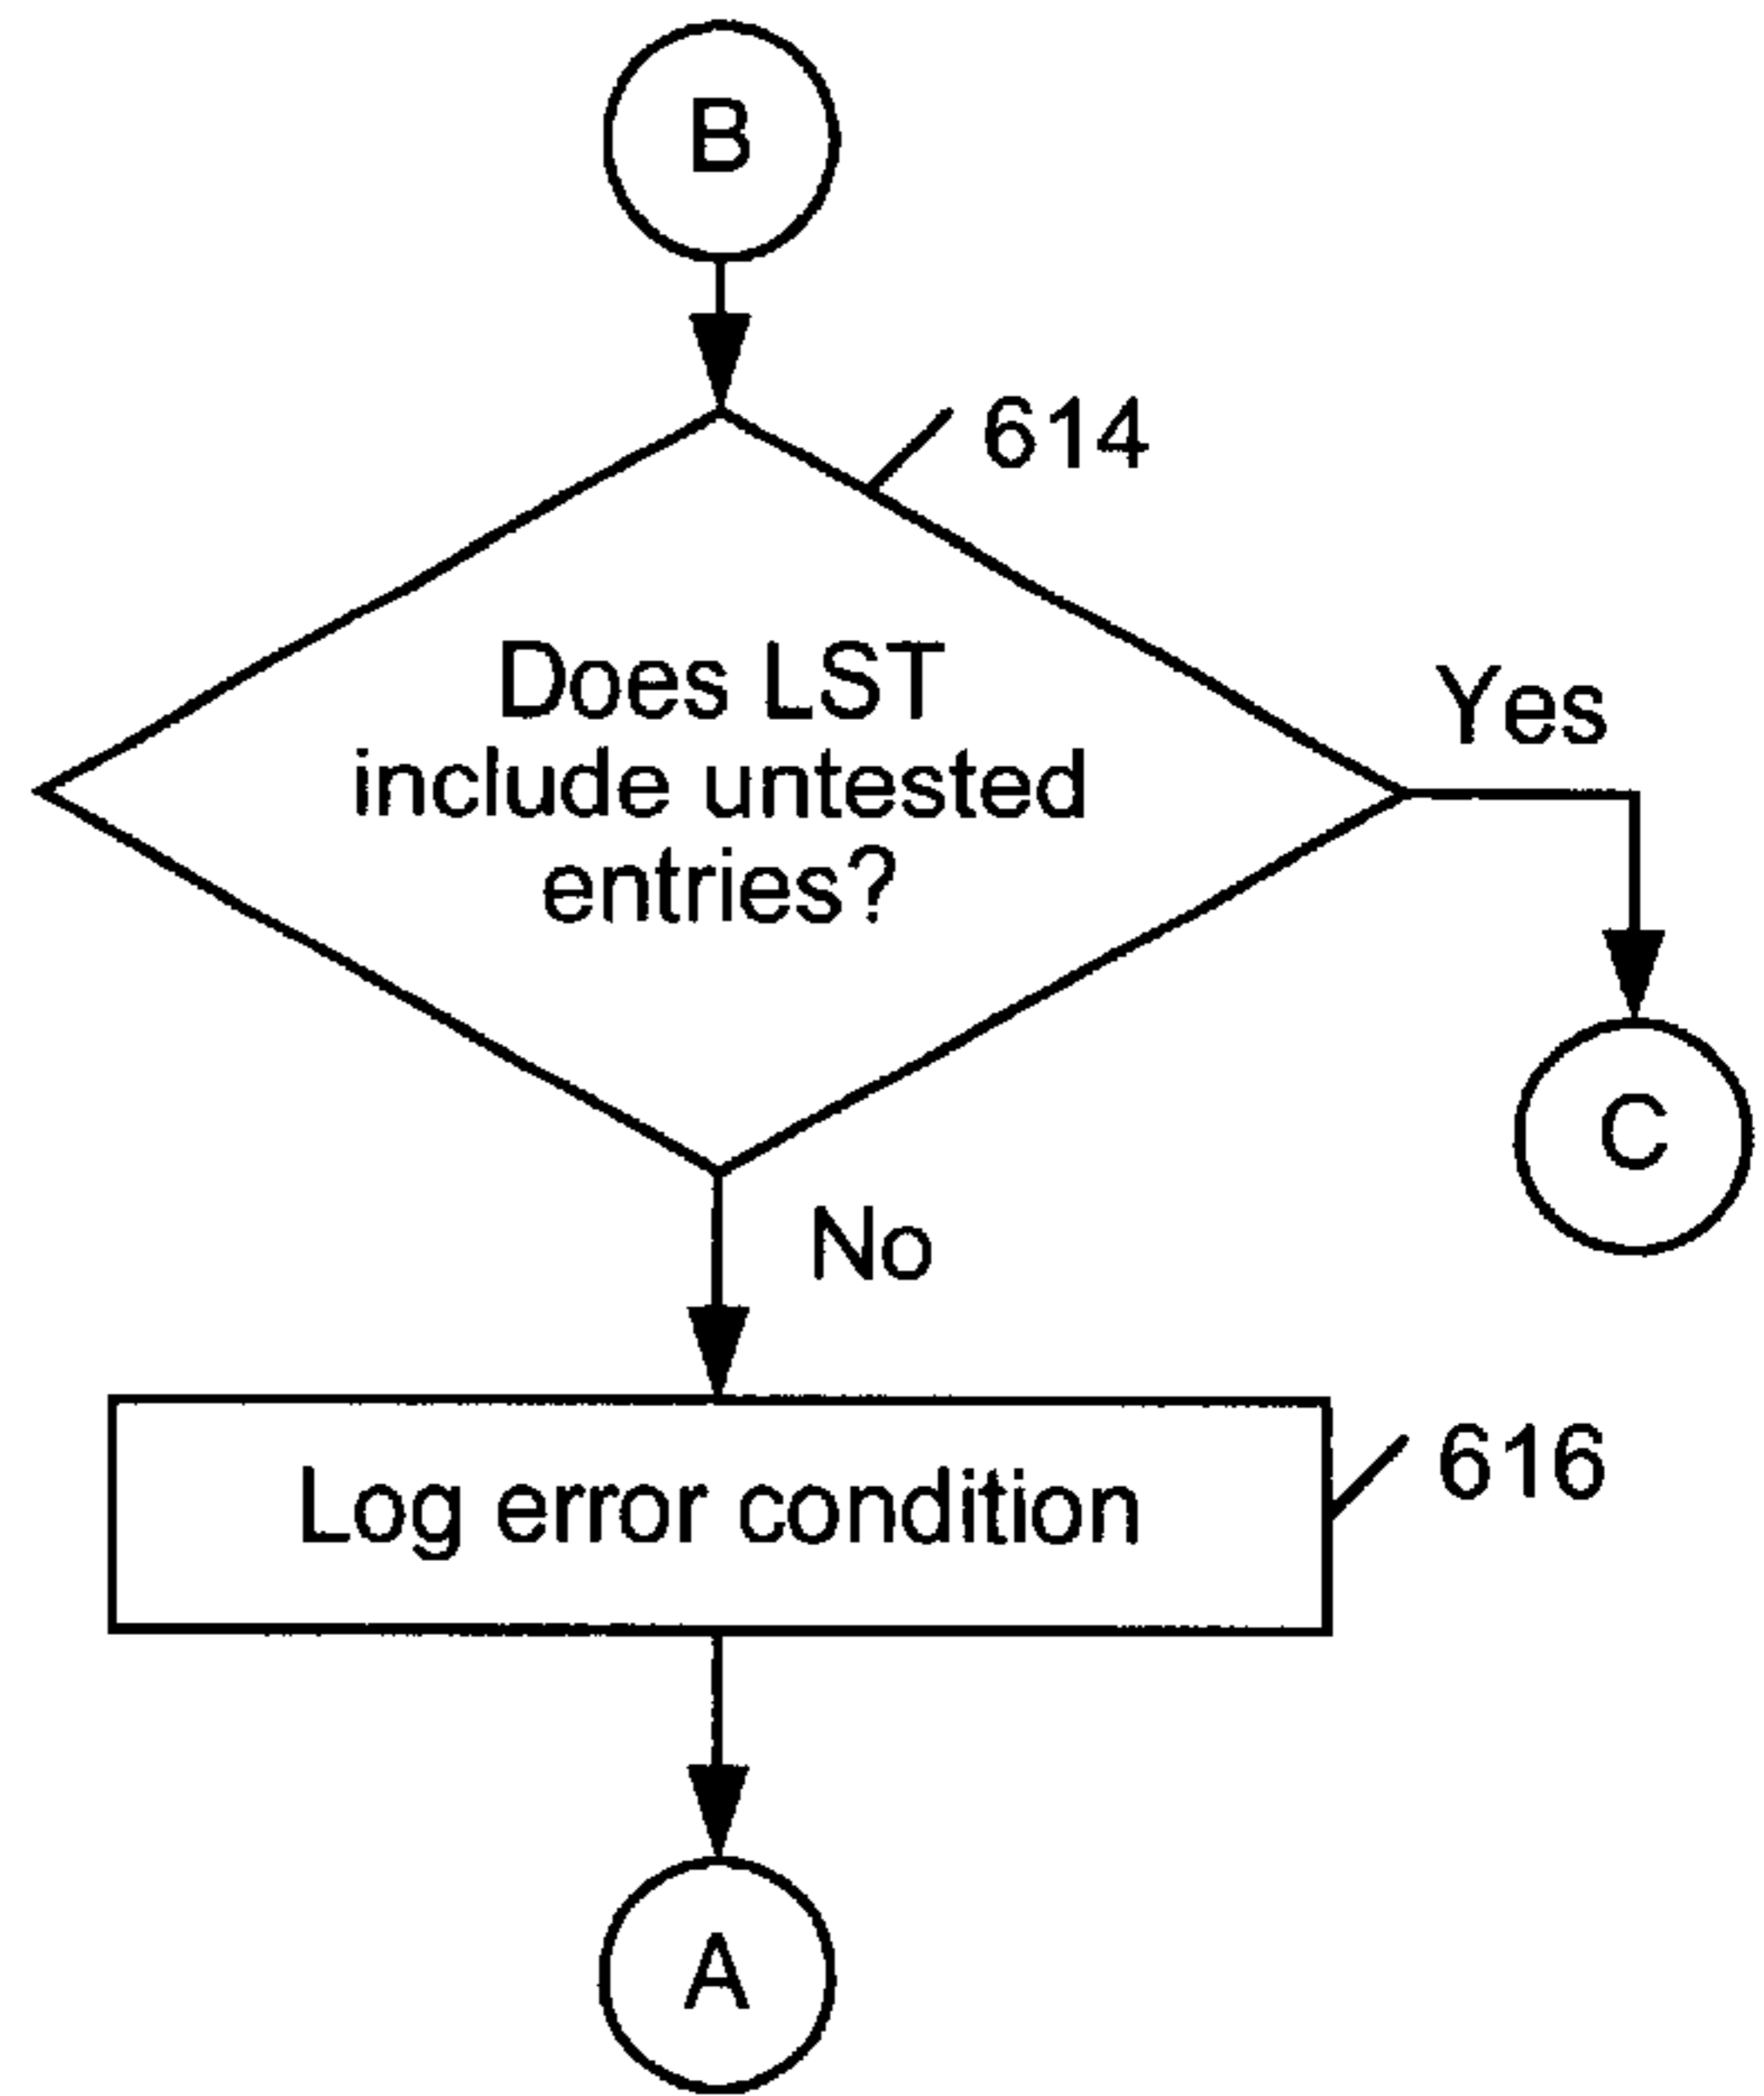 B
614
Does LST
include untested
entries?
Yes
C
No
Log error condition
616
A